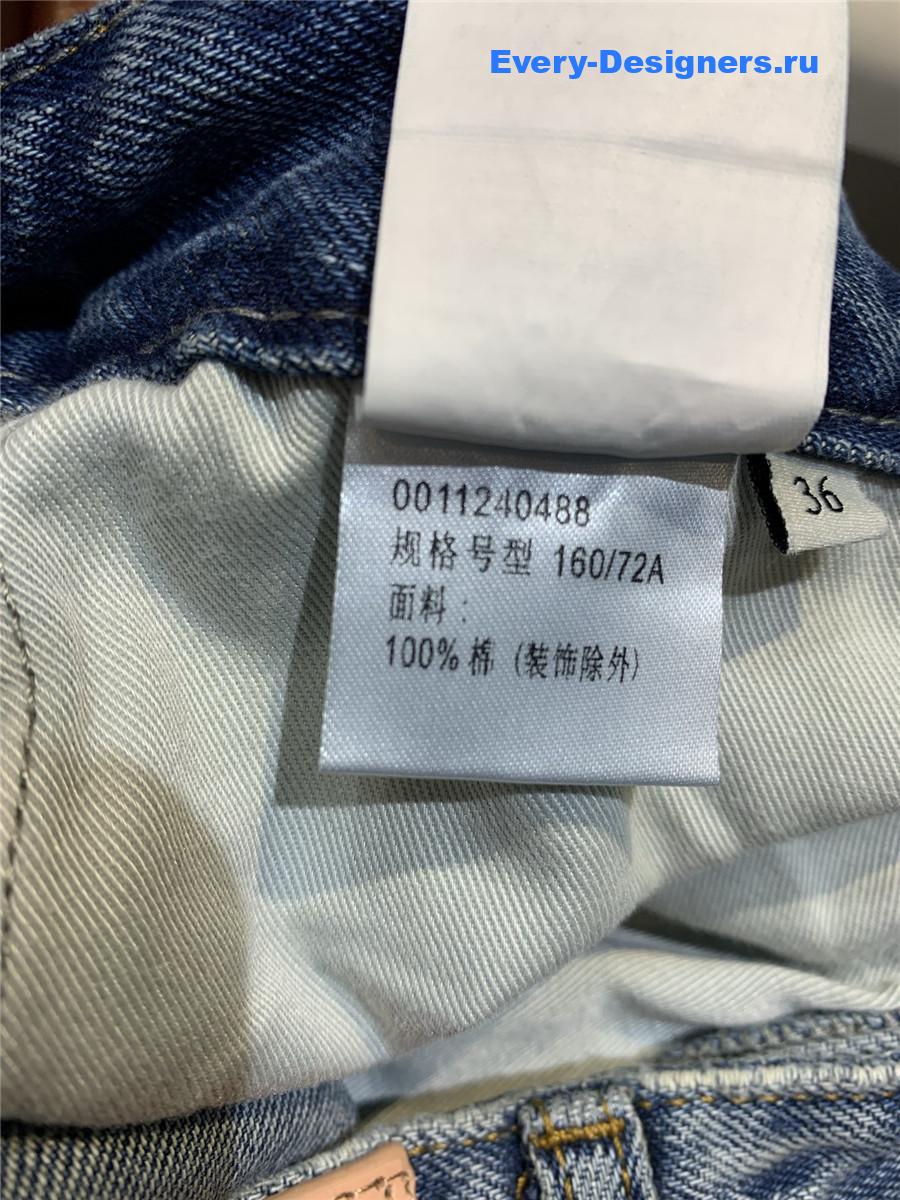 Every-Designers.ru
0011240488
规格号型 160/72A
面料：
100% 棉 (装饰除外)
36